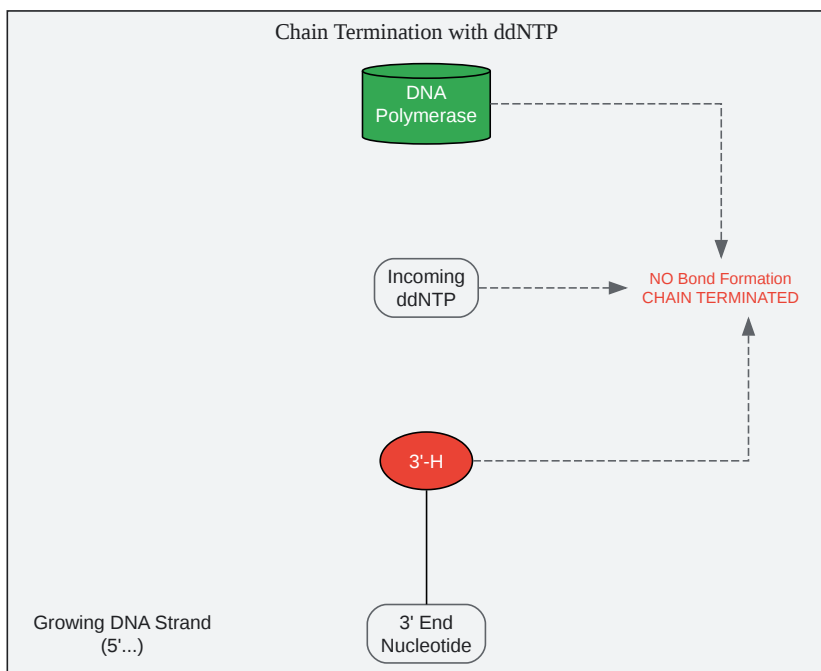 Chain Termination with ddNTP
DNA
Polymerase
Incoming
ddNTP
NO Bond Formation
CHAIN TERMINATED
3'-H
Growing DNA Strand
(5'...)
3' End
Nucleotide